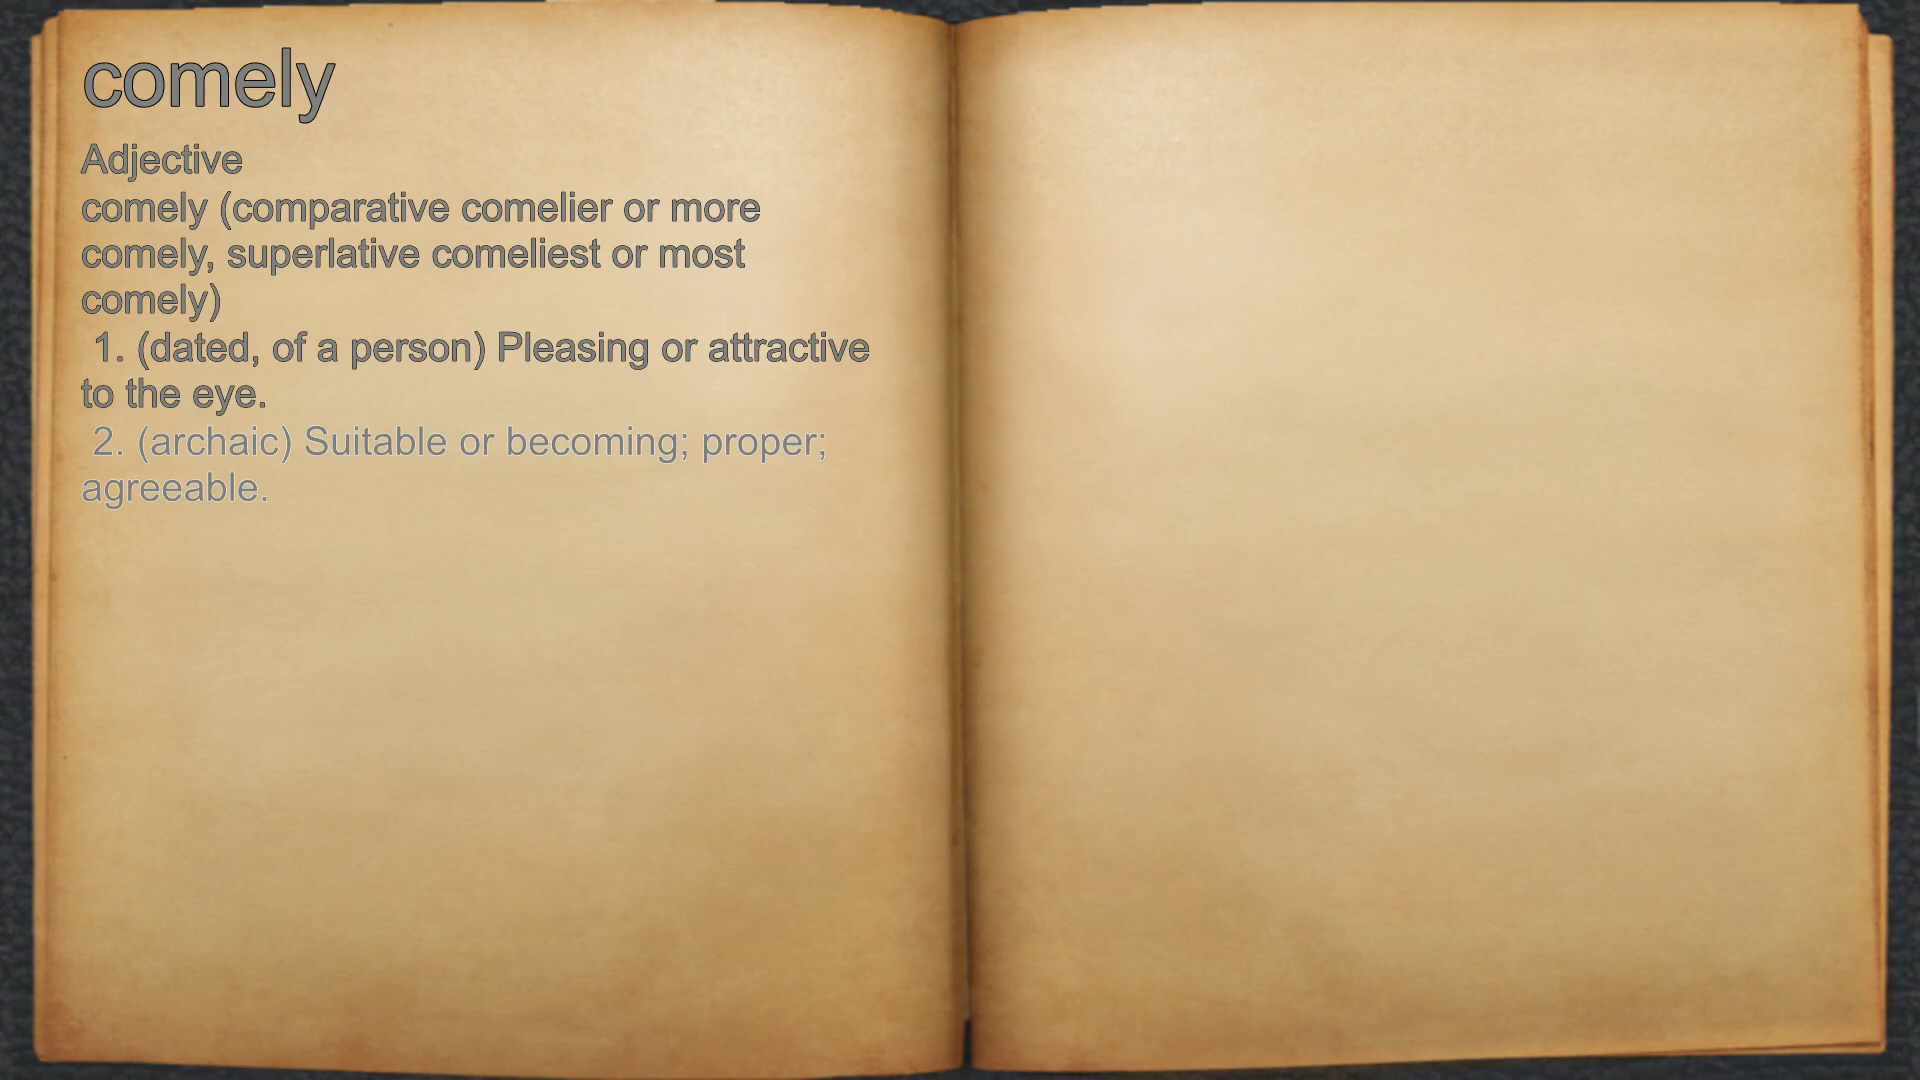 comely
Adjective
comely (comparative comelier or more
comely, superlative comeliest or most
comely)
1. (dated, of a person) Pleasing or attractive
to the eye.
2. (archaic) Suitable or becoming; proper;
agreeable.